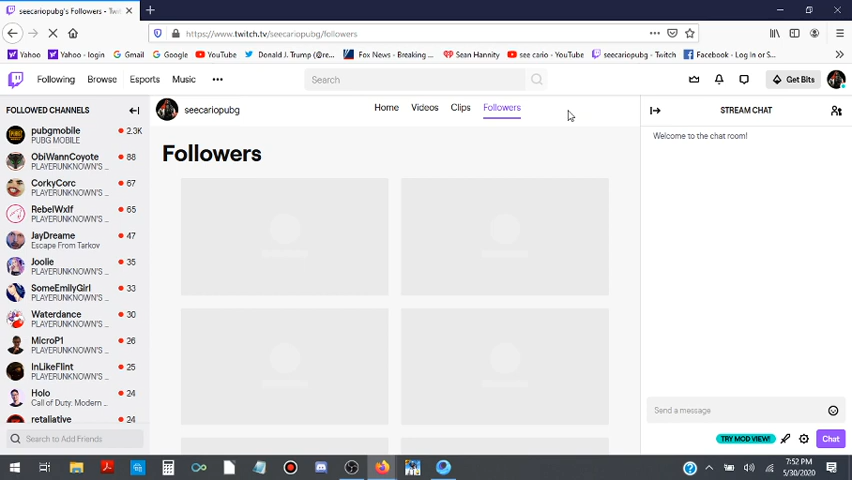 seecariopubg's Followers - Tw
https://www.twitch.tv/seecariopubg/followers
Yahoo Yahoo - login Gmail Google YouTube Donald J. Trump (@re... Fox News - Breaking ... Sean Hannity see cario - YouTube seecariopubg - Twitch Facebook - Log In or S...
Following Browse Esports Music Search Get Bits
FOLLOWED CHANNELS
pubgmobile 2.3K
PUBG MOBILE
ObiWannCoyote 88
PLAYERUNKNOWN'S ...
CorkyCorc 67
PLAYERUNKNOWN'S ...
RebelWxlf 65
PLAYERUNKNOWN'S ...
JayDreame 47
Escape From Tarkov
Joolie 35
PLAYERUNKNOWN'S ...
SomeEmilyGirl 33
PLAYERUNKNOWN'S ...
Waterdance 30
PLAYERUNKNOWN'S ...
MicroP1 26
PLAYERUNKNOWN'S ...
InLikeFlint 25
PLAYERUNKNOWN'S ...
Holo 24
Call of Duty: Modern ...
retaliative 24
Search to Add Friends
seecariopubg Home Videos Clips Followers
Followers
STREAM CHAT
Welcome to the chat room!
Send a message
TRY MOD VIEW! Chat
7:52 PM
5/30/2020